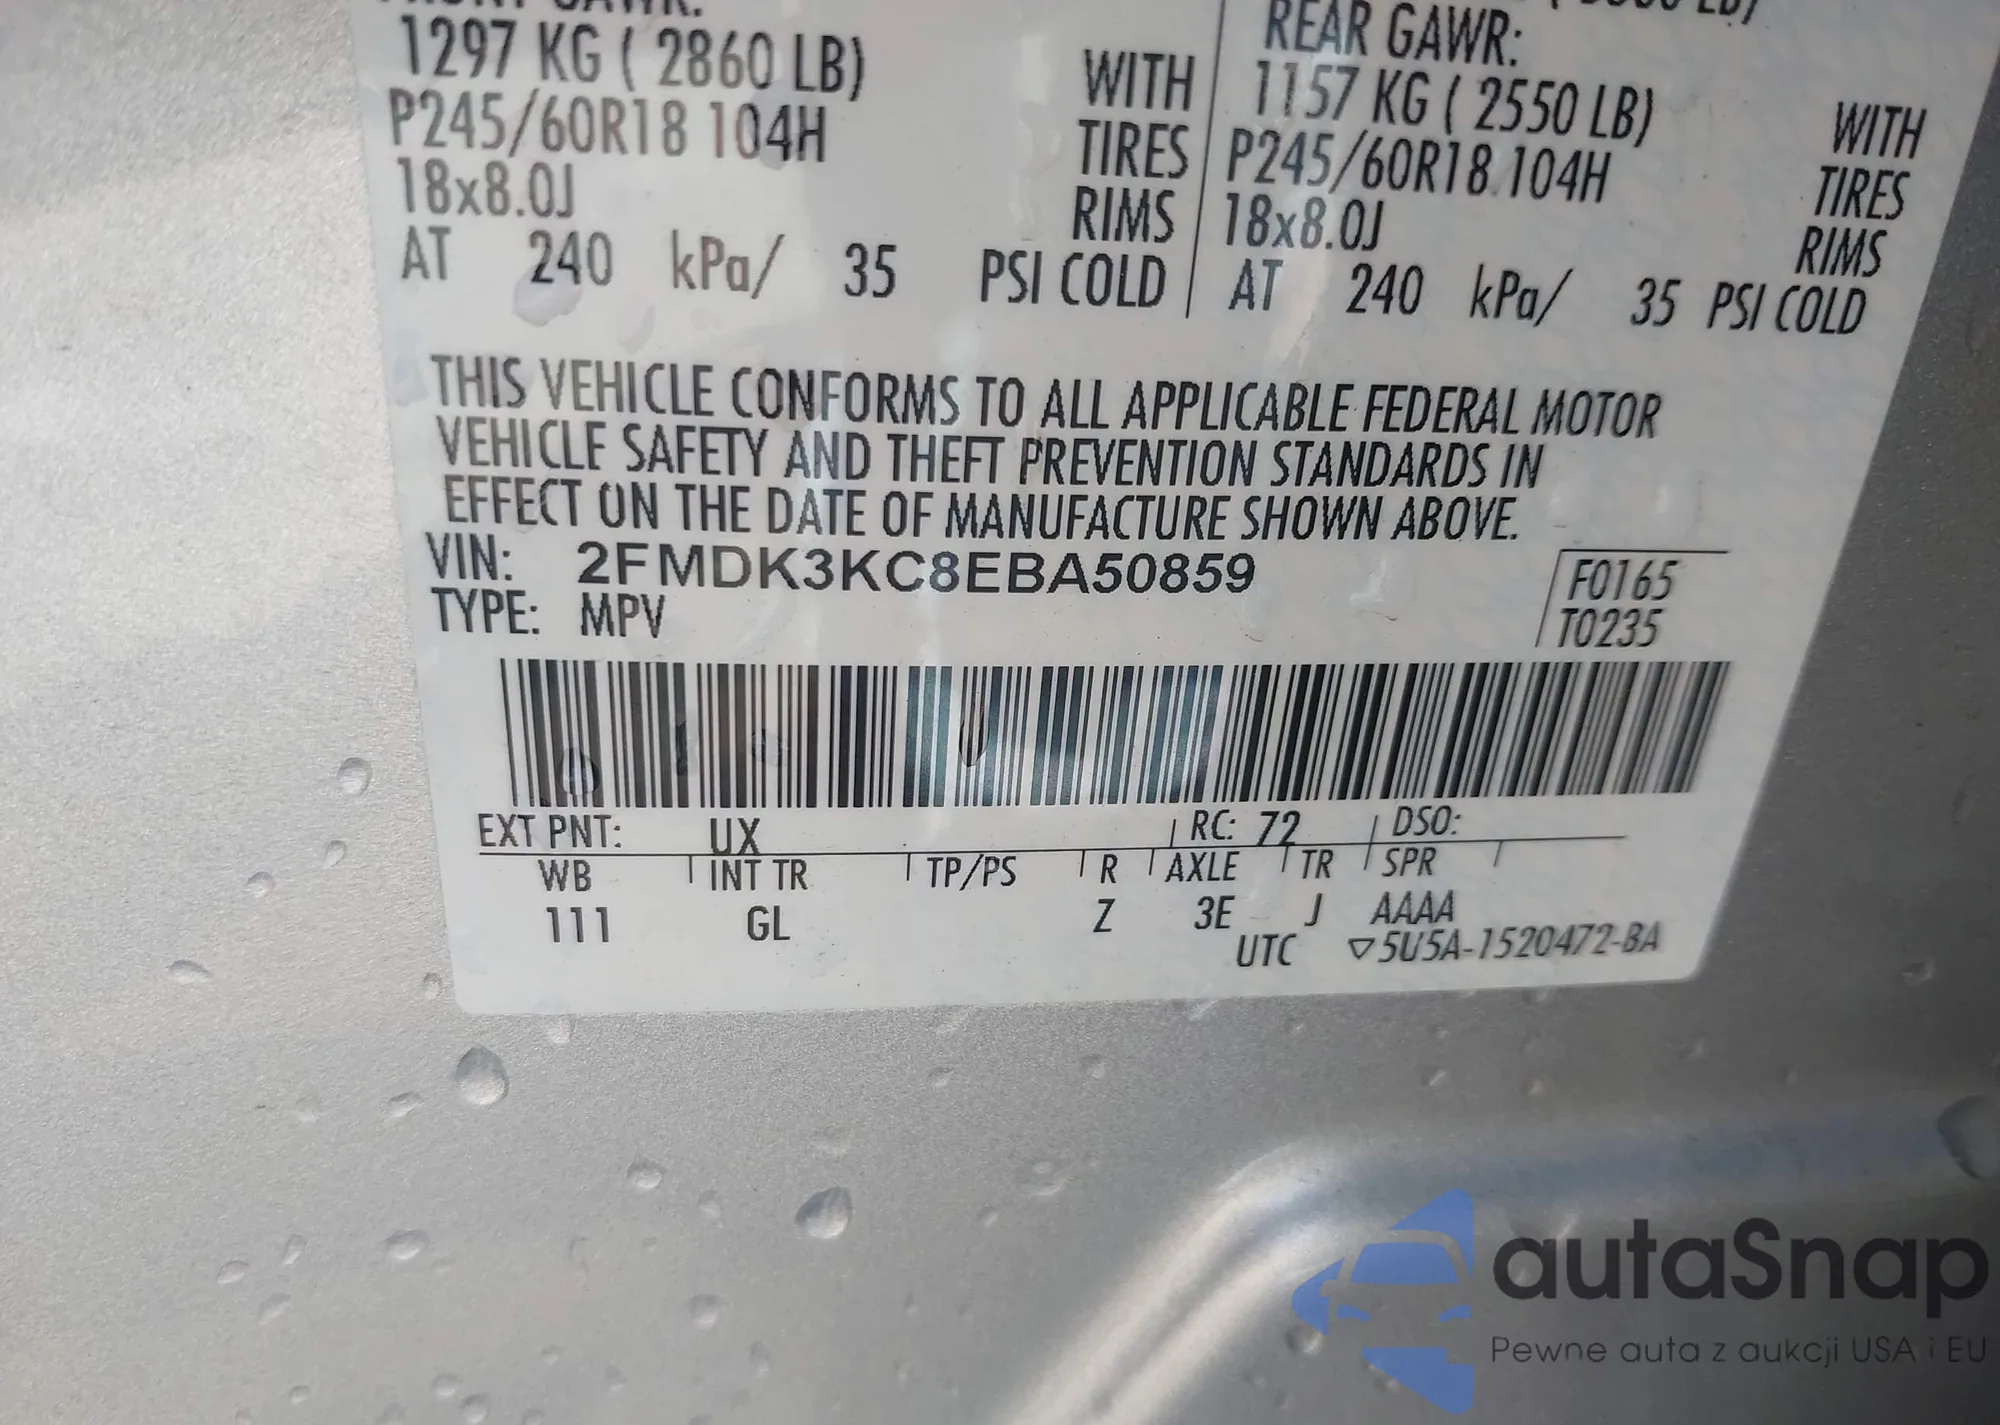 FRONT GAWR:
1297 KG ( 2860 LB) WITH
P245/60R18 104H TIRES
18x8.0J RIMS
AT 240 kPa/ 35 PSI COLD
REAR GAWR:
1157 KG ( 2550 LB) WITH
P245/60R18 104H TIRES
18x8.0J RIMS
AT 240 kPa/ 35 PSI COLD
THIS VEHICLE CONFORMS TO ALL APPLICABLE FEDERAL MOTOR
VEHICLE SAFETY AND THEFT PREVENTION STANDARDS IN
EFFECT ON THE DATE OF MANUFACTURE SHOWN ABOVE.
VIN: 2FMDK3KC8EBA50859
TYPE: MPV
F0165
T0235
EXT PNT: UX RC: 72 DSO:
WB INT TR TP/PS R AXLE TR SPR
111 GL Z 3E J AAAA
UTC ▽5U5A-1520472-BA
autaSnap
Pewne auta z aukcji USA i EU